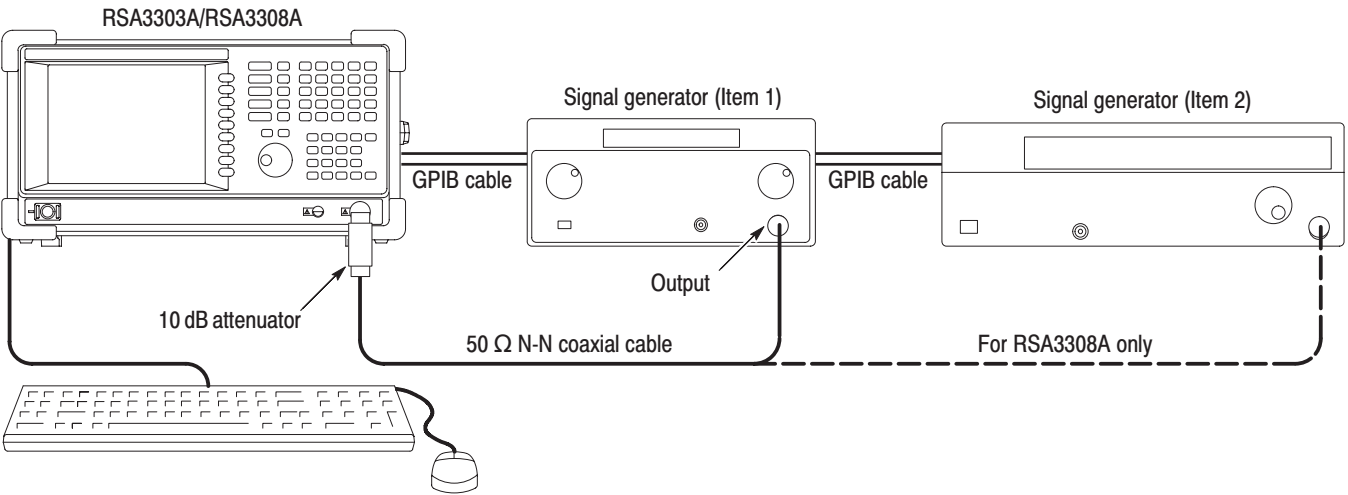 RSA3303A/RSA3308A
Signal generator (Item 1)
Signal generator (Item 2)
GPIB cable
GPIB cable
Output
10 dB attenuator
50 Ω N-N coaxial cable
For RSA3308A only